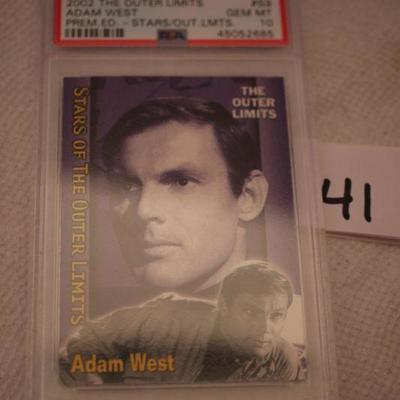 2002 THE OUTER LIMITS #S9
ADAM WEST GEM MT
PREM.ED. - STARS/OUT.LMTS. 10
PSA 45052685
THE
OUTER
LIMITS
STARS OF THE OUTER LIMITS
Adam West
41